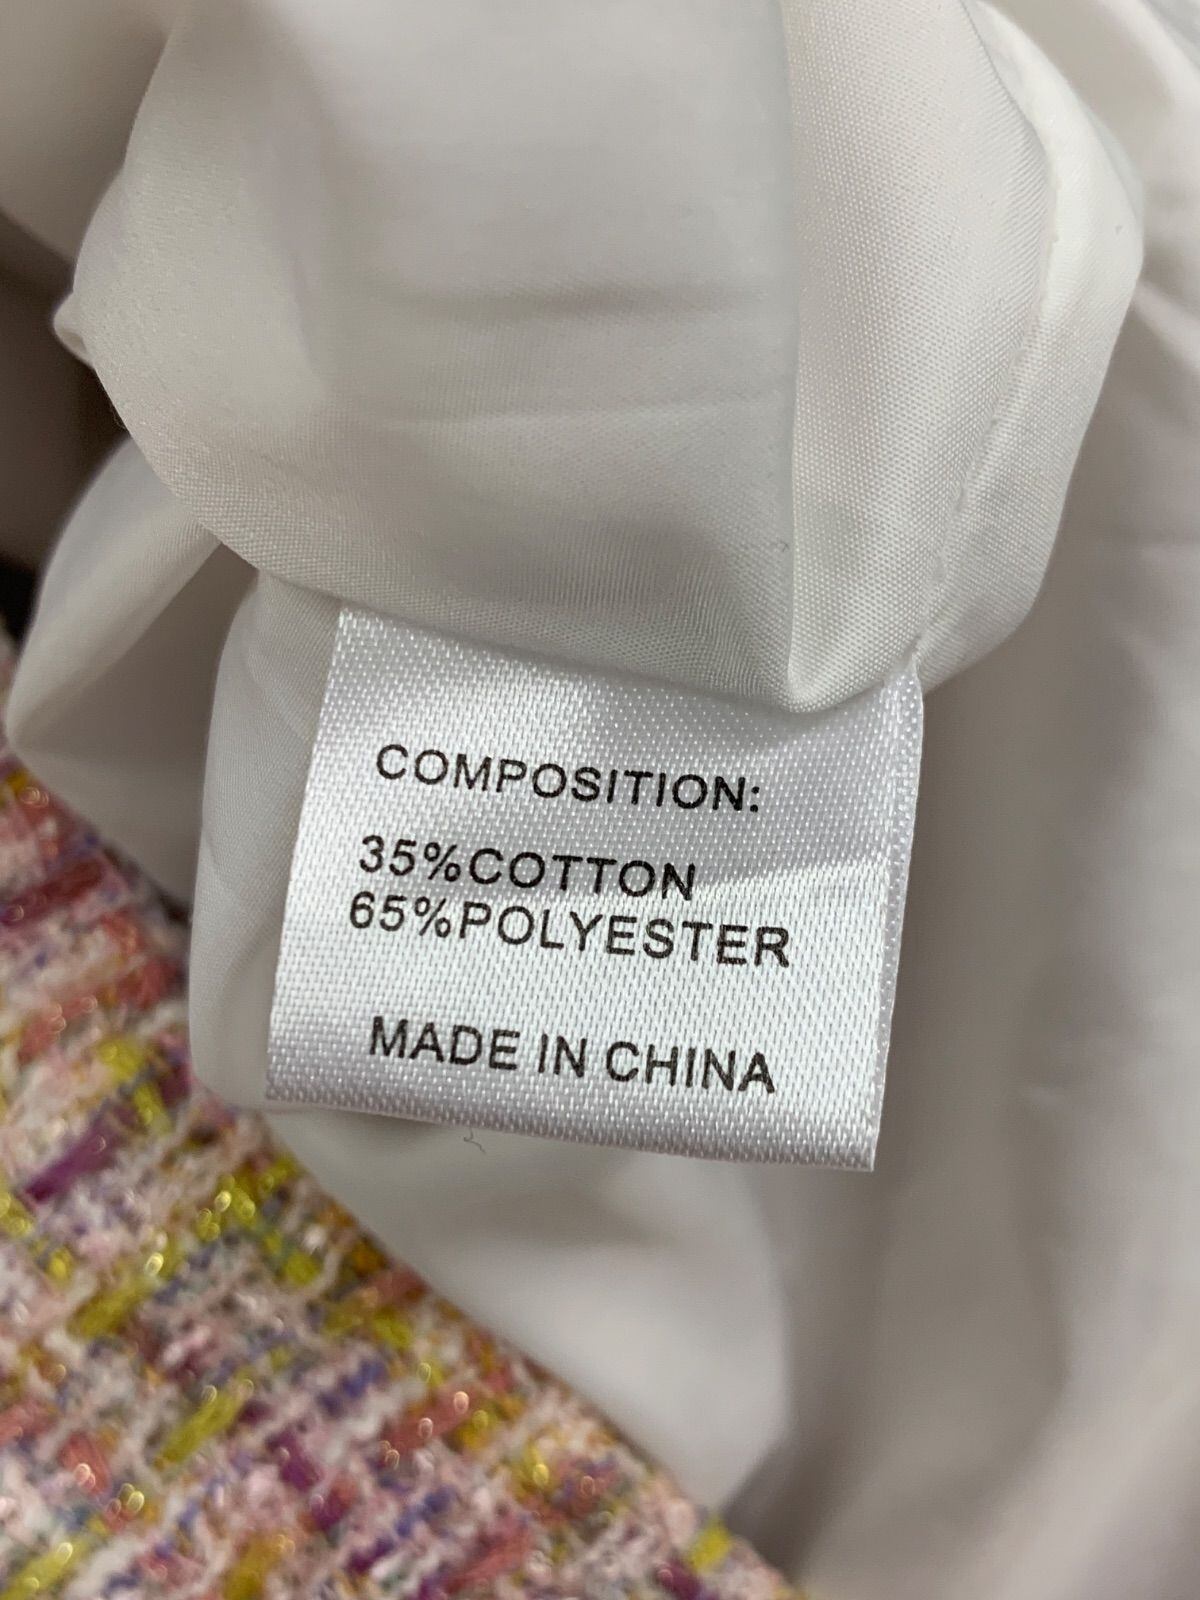 COMPOSITION:
35%COTTON
65%POLYESTER
MADE IN CHINA